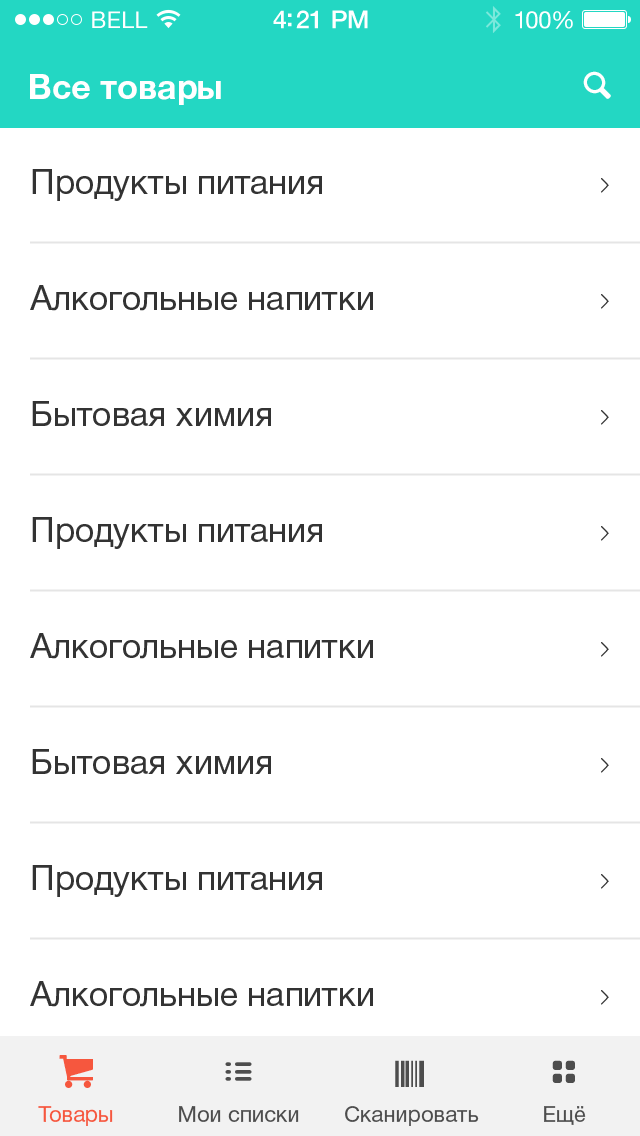 BELL 4:21 PM 100%
Все товары
Продукты питания
Алкогольные напитки
Бытовая химия
Продукты питания
Алкогольные напитки
Бытовая химия
Продукты питания
Алкогольные напитки
Товары Мои списки Сканировать Ещё